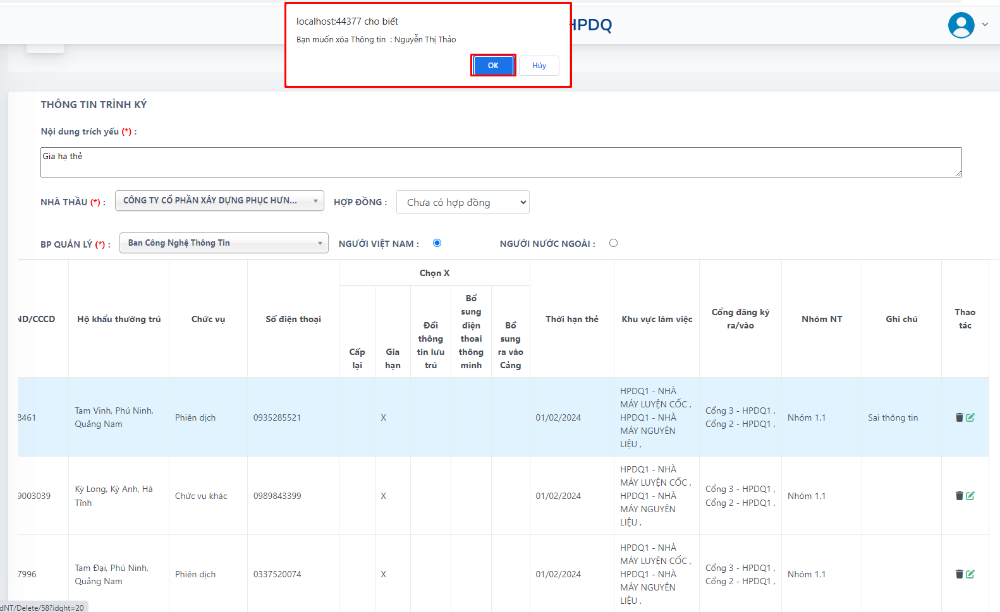 localhost:44377 cho biết
Bạn muốn xóa Thông tin : Nguyễn Thị Thảo
OK
Hủy
HPDQ
THÔNG TIN TRÌNH KÝ
Nội dung trích yếu (*) :
Gia hạ thẻ
NHÀ THẦU (*) :
CÔNG TY CỔ PHẦN XÂY DỰNG PHỤC HƯN...
HỢP ĐỒNG :
Chưa có hợp đồng
BP QUẢN LÝ (*) :
Ban Công Nghệ Thông Tin
NGƯỜI VIỆT NAM :
NGƯỜI NƯỚC NGOÀI :
ND/CCCD
Hộ khẩu thường trú
Chức vụ
Số điện thoại
Chọn X
Cấp
lại
Gia
hạn
Đổi
thông
tin lưu
trú
Bổ
sung
điện
thoai
thông
minh
Bổ
sung
ra vào
Cảng
Thời hạn thẻ
Khu vực làm việc
Cổng đăng ký
ra/vào
Nhóm NT
Ghi chú
Thao
tác
8461
Tam Vinh, Phú Ninh,
Quảng Nam
Phiên dịch
0935285521
X
01/02/2024
HPDQ1 - NHÀ
MÁY LUYỆN CỐC ,
HPDQ1 - NHÀ
MÁY NGUYÊN
LIỆU ,
Cổng 3 - HPDQ1 ,
Cổng 2 - HPDQ1 ,
Nhóm 1.1
Sai thông tin
9003039
Kỳ Long, Kỳ Anh, Hà
Tĩnh
Chức vụ khác
0989843399
X
01/02/2024
HPDQ1 - NHÀ
MÁY LUYỆN CỐC ,
HPDQ1 - NHÀ
MÁY NGUYÊN
LIỆU ,
Cổng 3 - HPDQ1 ,
Cổng 2 - HPDQ1 ,
Nhóm 1.1
7996
Tam Đại, Phú Ninh,
Quảng Nam
Phiên dịch
0337520074
X
01/02/2024
HPDQ1 - NHÀ
MÁY LUYỆN CỐC ,
HPDQ1 - NHÀ
MÁY NGUYÊN
LIỆU ,
Cổng 3 - HPDQ1 ,
Cổng 2 - HPDQ1 ,
Nhóm 1.1
dNT/Delete/58?idght=20